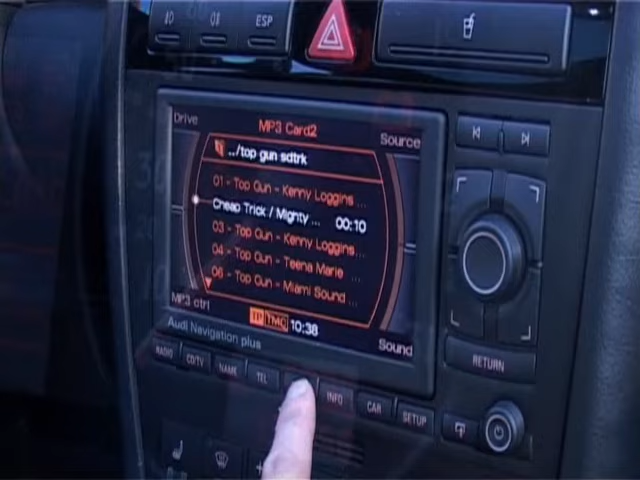 ESP
Drive
MP3 Card2
Source
../top gun sdtrk
01 - Top Gun - Kenny Loggins ...
Cheap Trick / Mighty ... 00:10
03 - Top Gun - Kenny Loggins...
04 - Top Gun - Teena Marie ...
06 - Top Gun - Miami Sound ...
MP3 ctrl
TP TMC 10:38
Sound
Audi Navigation plus
RADIO CD/TV NAME TEL INFO CAR SETUP
RETURN